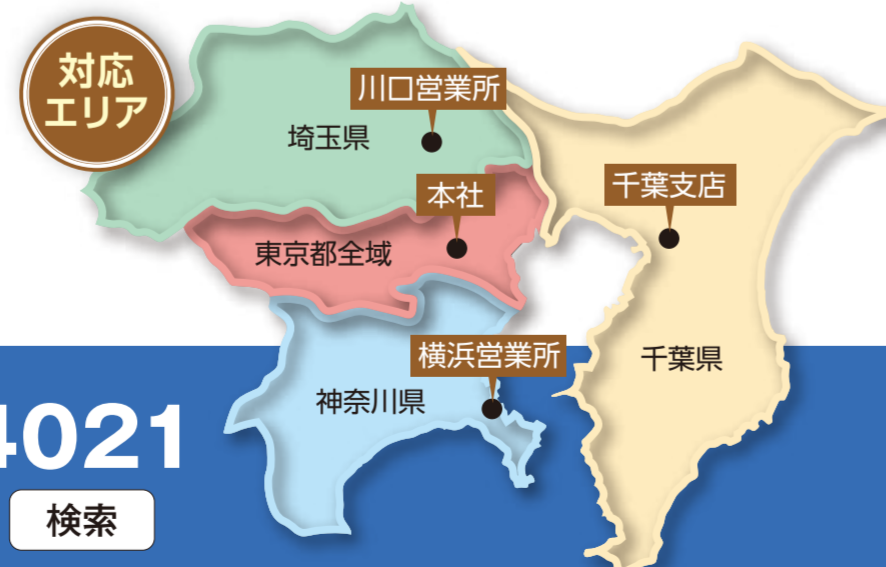 対応
エリア
川口営業所
埼玉県
本社
千葉支店
東京都全域
横浜営業所
千葉県
神奈川県
4021
検索